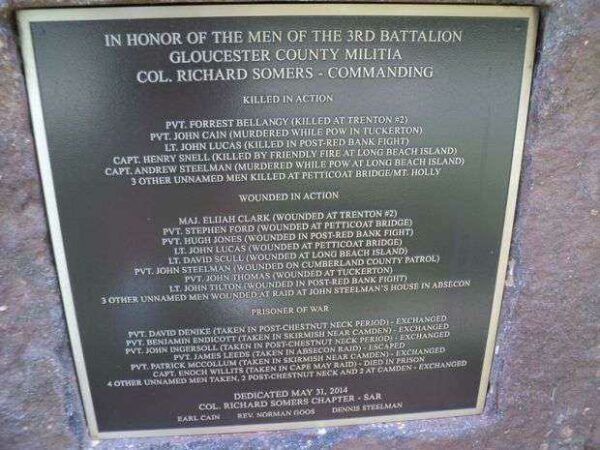 IN HONOR OF THE MEN OF THE 3RD BATTALION
GLOUCESTER COUNTY MILITIA
COL. RICHARD SOMERS - COMMANDING
KILLED IN ACTION
PVT. FORREST BELLANGY (KILLED AT TRENTON #2)
PVT. JOHN CAIN (MURDERED WHILE POW IN TUCKERTON)
LT. JOHN LUCAS (KILLED IN POST-RED BANK FIGHT)
CAPT. HENRY SNELL (KILLED BY FRIENDLY FIRE AT LONG BEACH ISLAND)
CAPT. ANDREW STEELMAN (MURDERED WHILE POW AT LONG BEACH ISLAND)
3 OTHER UNNAMED MEN KILLED AT PETTICOAT BRIDGE/MT. HOLLY
WOUNDED IN ACTION
MAJ. ELIJAH CLARK (WOUNDED AT TRENTON #2)
PVT. STEPHEN FORD (WOUNDED AT PETTICOAT BRIDGE)
PVT. HUGH JONES (WOUNDED IN POST-RED BANK FIGHT)
LT. JOHN LUCAS (WOUNDED AT PETTICOAT BRIDGE)
LT. DAVID SCULL (WOUNDED AT LONG BEACH ISLAND)
PVT. JOHN STEELMAN (WOUNDED ON CUMBERLAND COUNTY PATROL)
PVT. JOHN THOMAS (WOUNDED AT TUCKERTON)
LT. JOHN TILTON (WOUNDED IN POST-RED BANK FIGHT)
3 OTHER UNNAMED MEN WOUNDED AT RAID AT JOHN STEELMAN'S HOUSE IN ABSECON
PRISONER OF WAR
PVT. DAVID DENIKE (TAKEN IN POST-CHESTNUT NECK PERIOD) - EXCHANGED
PVT. BENJAMIN ENDICOTT (TAKEN IN SKIRMISH NEAR CAMDEN) - EXCHANGED
PVT. JOHN INGERSOLL (TAKEN IN POST-CHESTNUT NECK PERIOD) - EXCHANGED
PVT. JAMES LEEDS (TAKEN IN ABSECON RAID) - ESCAPED
PVT. PATRICK MCCOLLUM (TAKEN IN SKIRMISH NEAR CAMDEN) - EXCHANGED
CAPT. ENOCH WILLITS (TAKEN IN CAPE MAY RAID) - DIED IN PRISON
4 OTHER UNNAMED MEN TAKEN, 2 POST-CHESTNUT NECK AND 2 AT CAMDEN - EXCHANGED
DEDICATED MAY 31, 2014
COL. RICHARD SOMERS CHAPTER - SAR
EARL CAIN REV. NORMAN GOOS DENNIS STEELMAN